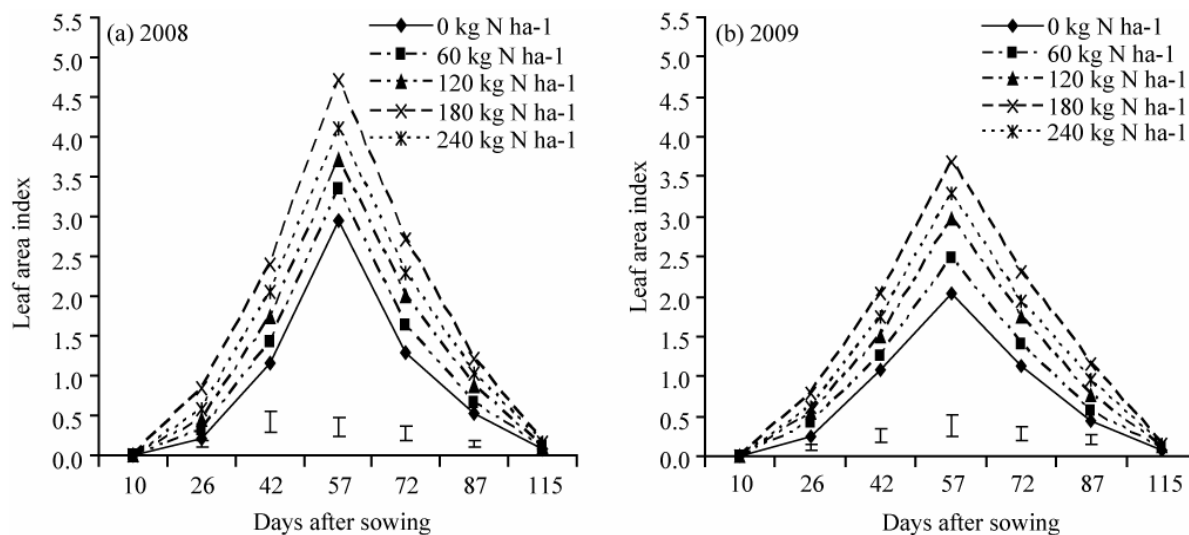 (a) 2008
0 kg N ha-1
60 kg N ha-1
120 kg N ha-1
180 kg N ha-1
240 kg N ha-1
5.5
5.0
4.5
4.0
3.5
3.0
2.5
2.0
1.5
1.0
0.5
0.0
Leaf area index
10 26 42 57 72 87 115
Days after sowing
(b) 2009
0 kg N ha-1
60 kg N ha-1
120 kg N ha-1
180 kg N ha-1
240 kg N ha-1
5.5
5.0
4.5
4.0
3.5
3.0
2.5
2.0
1.5
1.0
0.5
0.0
Leaf area index
10 26 42 57 72 87 115
Days after sowing